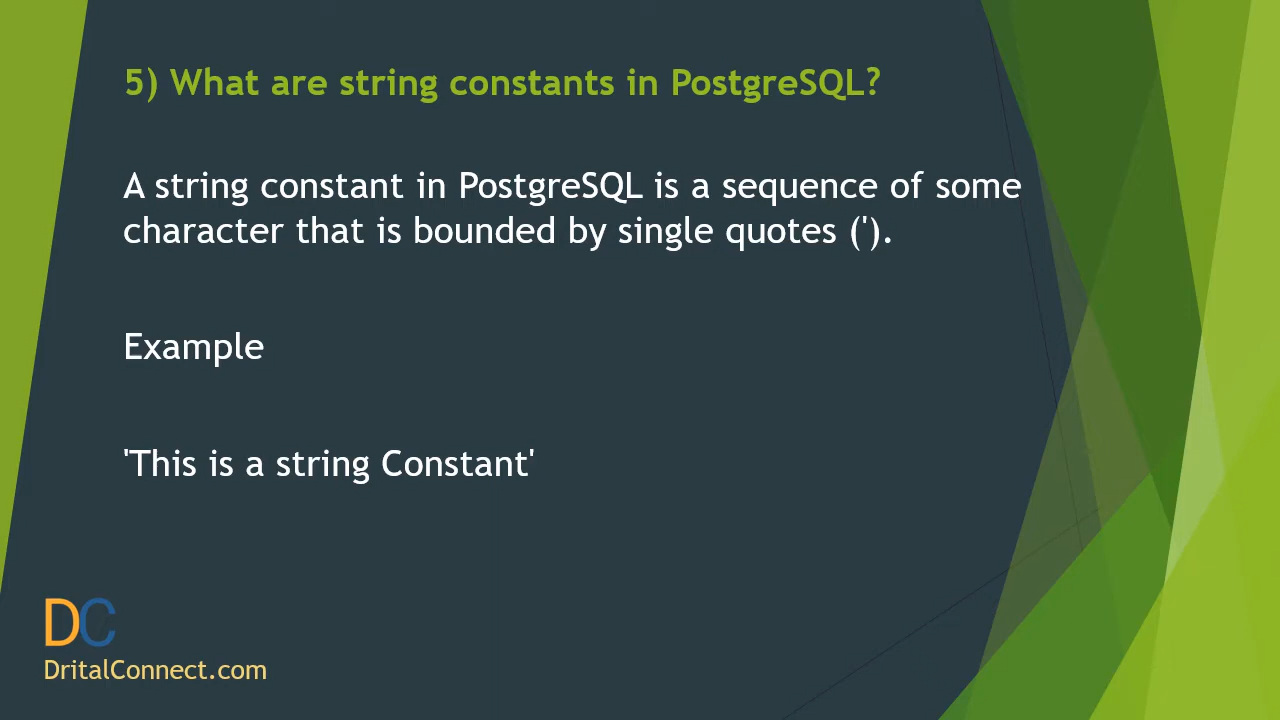 5) What are string constants in PostgreSQL?
A string constant in PostgreSQL is a sequence of some
character that is bounded by single quotes (').
Example
'This is a string Constant'
DC
DritalConnect.com